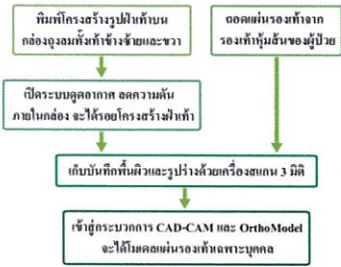 พิมพ์โครงสร้างรูปฝ่าเท้าบน
กล่องถุงลมทั้งเท้าข้างซ้ายและขวา
ถอดแผ่นรองเท้าจาก
รองเท้าหุ้มส้นของผู้ป่วย
เปิดระบบดูดอากาศ ลดความดัน
ภายในกล่อง จะได้รอยโครงสร้างฝ่าเท้า
เก็บบันทึกพื้นผิวและรูปร่างด้วยเครื่องสแกน 3 มิติ
เข้าสู่กระบวกการ CAD-CAM และ OrthoModel
จะได้โมเดลแผ่นรองเท้าเฉพาะบุคคล